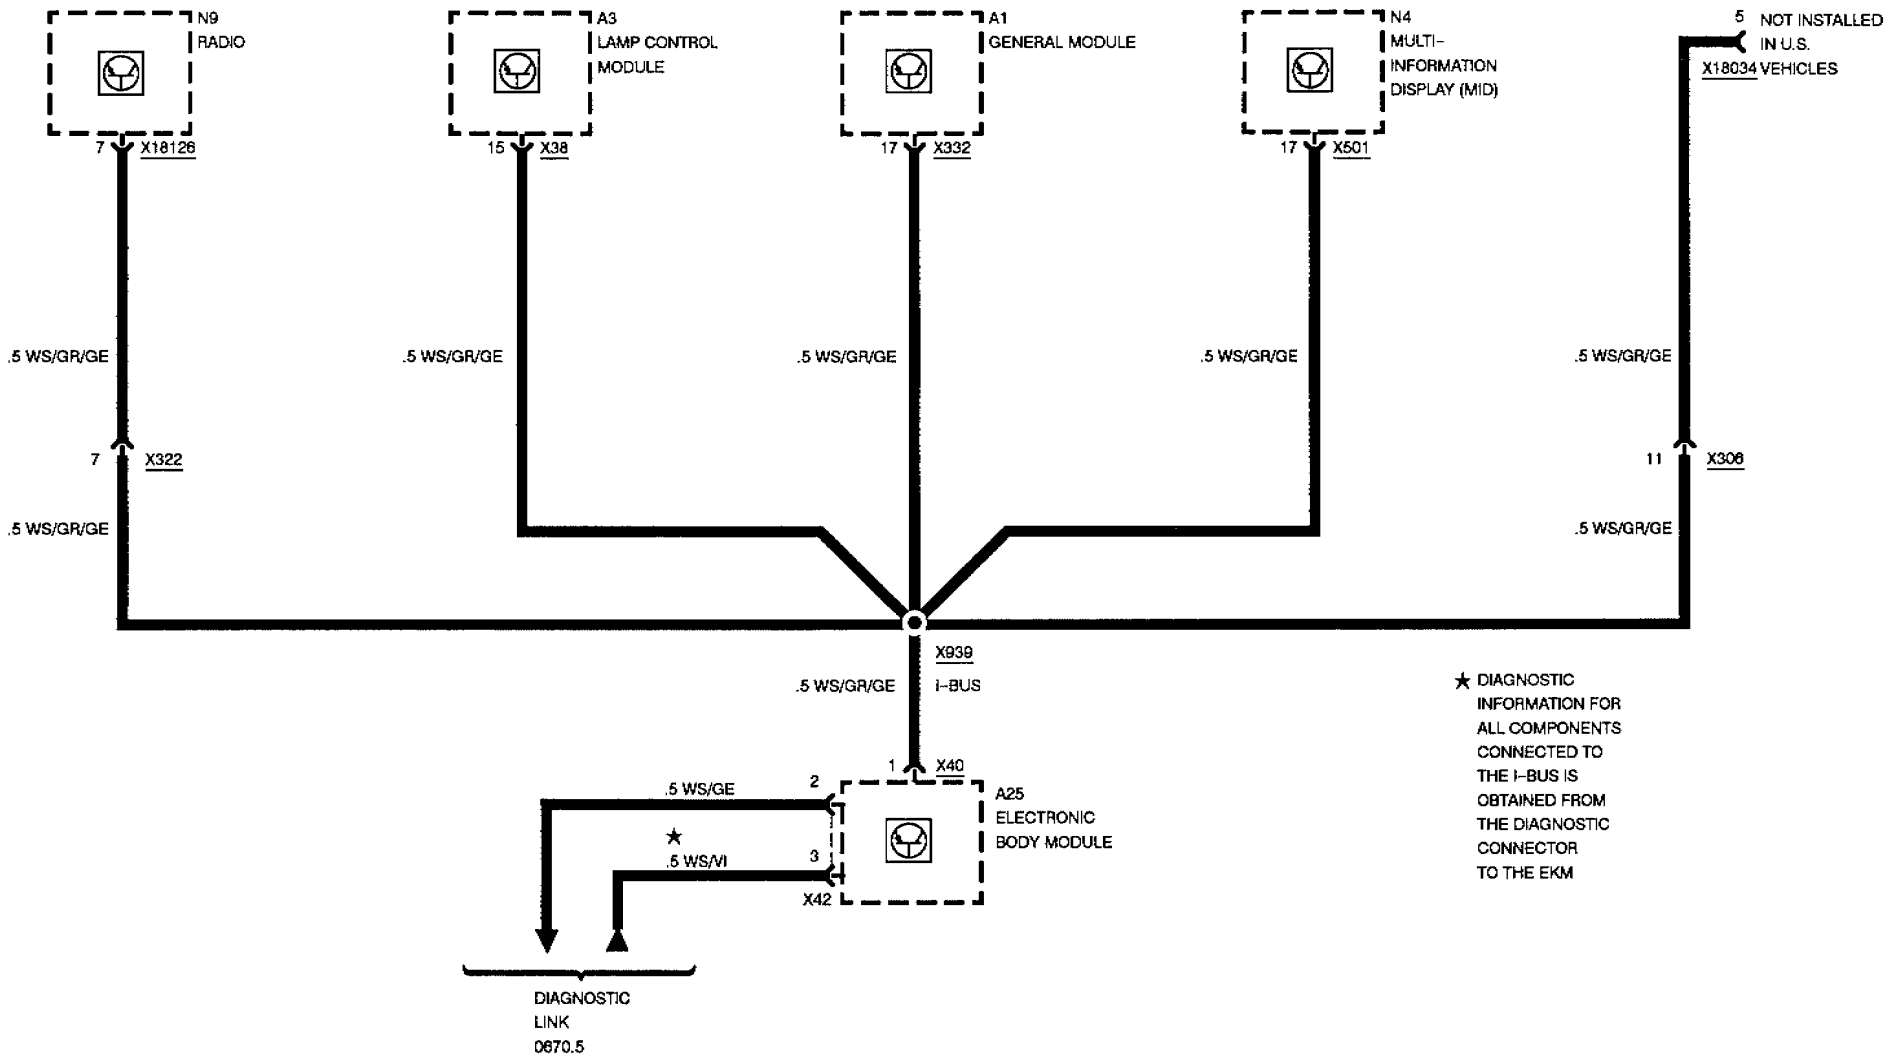 N9
RADIO
A3
LAMP CONTROL
MODULE
A1
GENERAL MODULE
N4
MULTI-
INFORMATION
DISPLAY (MID)
5 NOT INSTALLED
IN U.S.
X18034 VEHICLES
7 X18126
15 X38
17 X332
17 X501
.5 WS/GR/GE
.5 WS/GR/GE
.5 WS/GR/GE
.5 WS/GR/GE
.5 WS/GR/GE
7 X322
11 X306
.5 WS/GR/GE
.5 WS/GR/GE
X939
.5 WS/GR/GE I-BUS
1 X40
.5 WS/GE 2
★
.5 WS/VI 3
X42
A25
ELECTRONIC
BODY MODULE
★ DIAGNOSTIC
INFORMATION FOR
ALL COMPONENTS
CONNECTED TO
THE I-BUS IS
OBTAINED FROM
THE DIAGNOSTIC
CONNECTOR
TO THE EKM
DIAGNOSTIC
LINK
0670.5